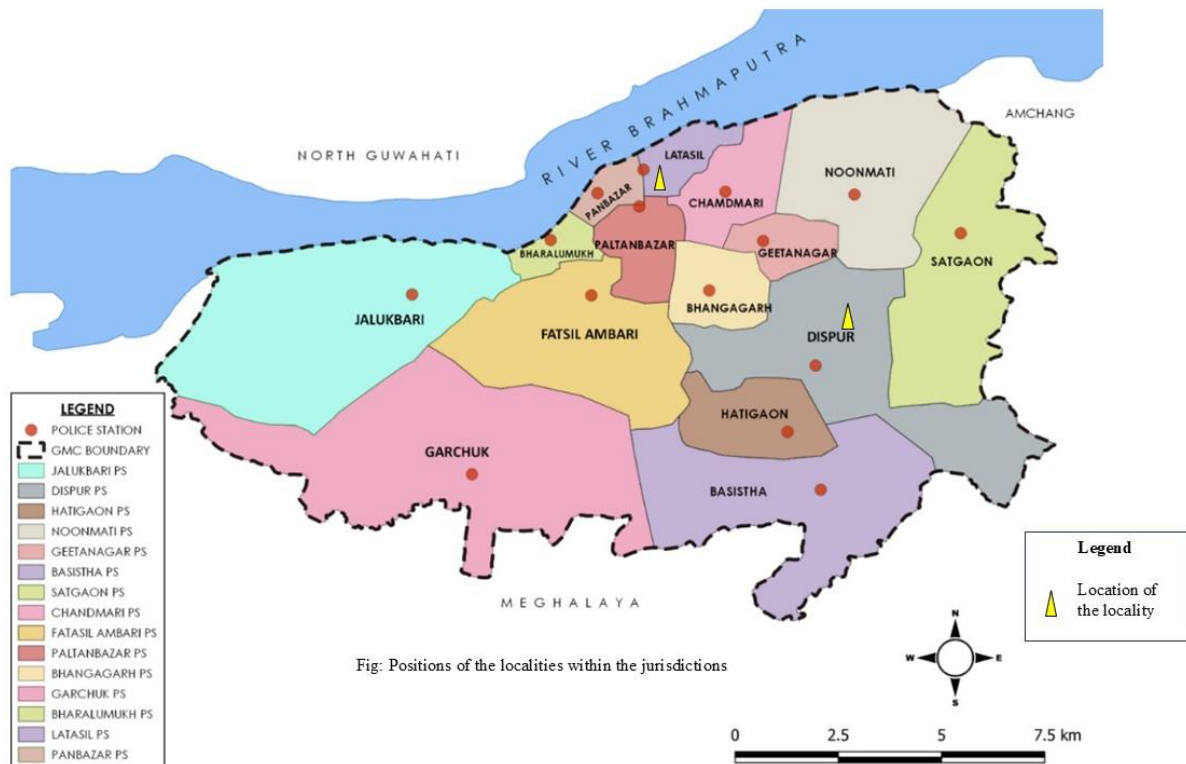 RIVER BRAHMAPUTRA
AMCHANG
NORTH GUWAHATI
LATASIL
NOONMATI
PANBAZAR
CHAMDMARI
PALTANBAZAR
BHARALUMUKH
GEETANAGAR
SATGAON
JALUKBARI
BHANGAGARH
FATSIL AMBARI
DISPUR
HATIGAON
GARCHUK
BASISTHA
MEGHALAYA
LEGEND
POLICE STATION
GMC BOUNDARY
JALUKBARI PS
DISPUR PS
HATIGAON PS
NOONMATI PS
GEETANAGAR PS
BASISTHA PS
SATGAON PS
CHANDMARI PS
FATASIL AMBARI PS
PALTANBAZAR PS
BHANGAGARH PS
GARCHUK PS
BHARALUMUKH PS
LATASIL PS
PANBAZAR PS
Legend
Location of
the locality
Fig: Positions of the localities within the jurisdictions
N
W E
S
0 2.5 5 7.5 km